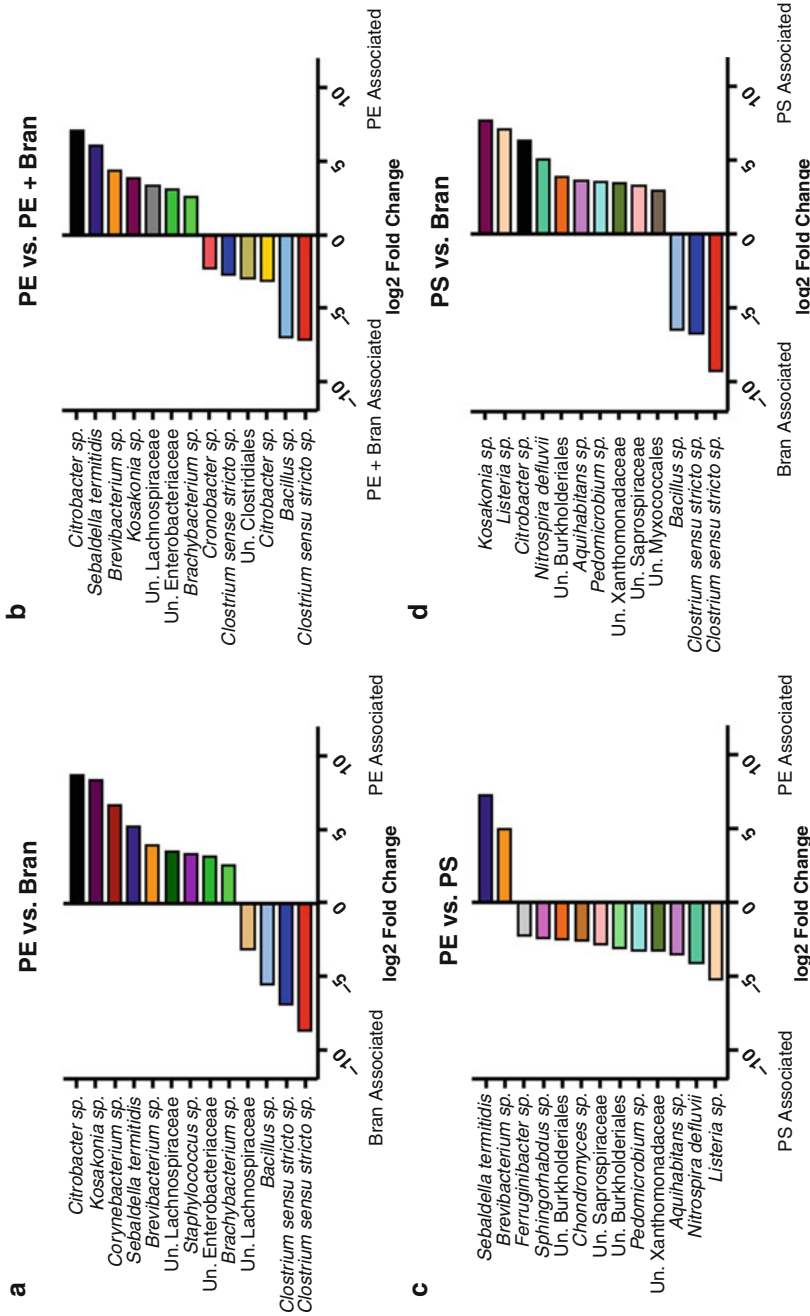 a
PE vs. Bran
Citrobacter sp.
Kosakonia sp.
Corynebacterium sp.
Sebaldella termitidis
Brevibacterium sp.
Un. Lachnospiraceae
Staphylococcus sp.
Un. Enterobacteriaceae
Brachybacterium sp.
Un. Lachnospiraceae
Bacillus sp.
Clostrium sensu stricto sp.
Clostrium sensu stricto sp.
-10
-5
0
5
10
log2 Fold Change
Bran Associated
PE Associated
b
PE vs. PE + Bran
Citrobacter sp.
Sebaldella termitidis
Brevibacterium sp.
Kosakonia sp.
Un. Lachnospiraceae
Un. Enterobacteriaceae
Brachybacterium sp.
Cronobacter sp.
Clostrium sense stricto sp.
Un. Clostridiales
Citrobacter sp.
Bacillus sp.
Clostrium sensu stricto sp.
-10
-5
0
5
10
log2 Fold Change
PE + Bran Associated
PE Associated
c
PE vs. PS
Sebaldella termitidis
Brevibacterium sp.
Ferruginibacter sp.
Sphingorhabdus sp.
Un. Burkholderiales
Chondromyces sp.
Un. Saprospiraceae
Un. Burkholderiales
Pedomicrobium sp.
Un. Xanthomonadaceae
Aquihabitans sp.
Nitrospira defluvii
Listeria sp.
-10
-5
0
5
10
log2 Fold Change
PS Associated
PE Associated
d
PS vs. Bran
Kosakonia sp.
Listeria sp.
Citrobacter sp.
Nitrospira defluvii
Un. Burkholderiales
Aquihabitans sp.
Pedomicrobium sp.
Un. Xanthomonadaceae
Un. Saprospiraceae
Un. Myxococcales
Bacillus sp.
Clostrium sensu stricto sp.
Clostrium sensu stricto sp.
-10
-5
0
5
10
log2 Fold Change
Bran Associated
PS Associated